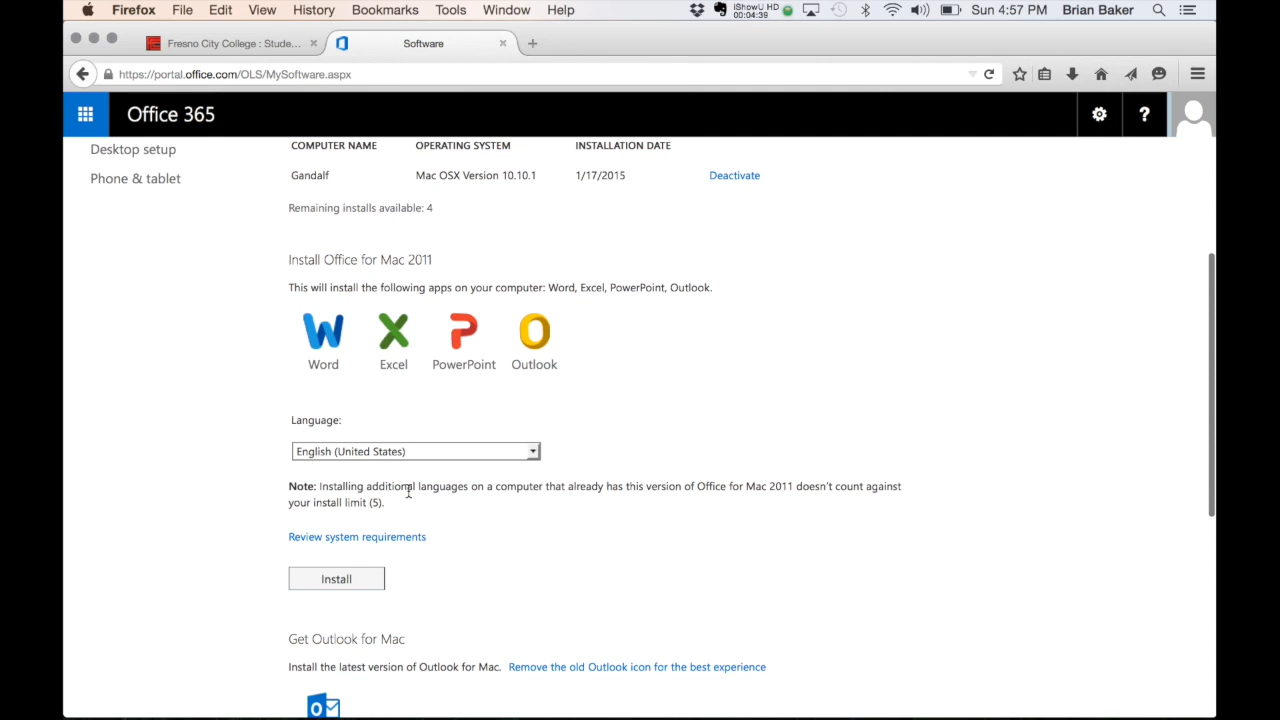 Firefox File Edit View History Bookmarks Tools Window Help iShowU HD 00:04:39 Sun 4:57 PM Brian Baker
Fresno City College : Stude... Software
https://portal.office.com/OLS/MySoftware.aspx
Office 365 ?
Desktop setup
Phone & tablet
COMPUTER NAME OPERATING SYSTEM INSTALLATION DATE
Gandalf Mac OSX Version 10.10.1 1/17/2015 Deactivate
Remaining installs available: 4
Install Office for Mac 2011
This will install the following apps on your computer: Word, Excel, PowerPoint, Outlook.
Word Excel PowerPoint Outlook
Language:
English (United States)
Note: Installing additional languages on a computer that already has this version of Office for Mac 2011 doesn't count against
your install limit (5).
Review system requirements
Install
Get Outlook for Mac
Install the latest version of Outlook for Mac. Remove the old Outlook icon for the best experience